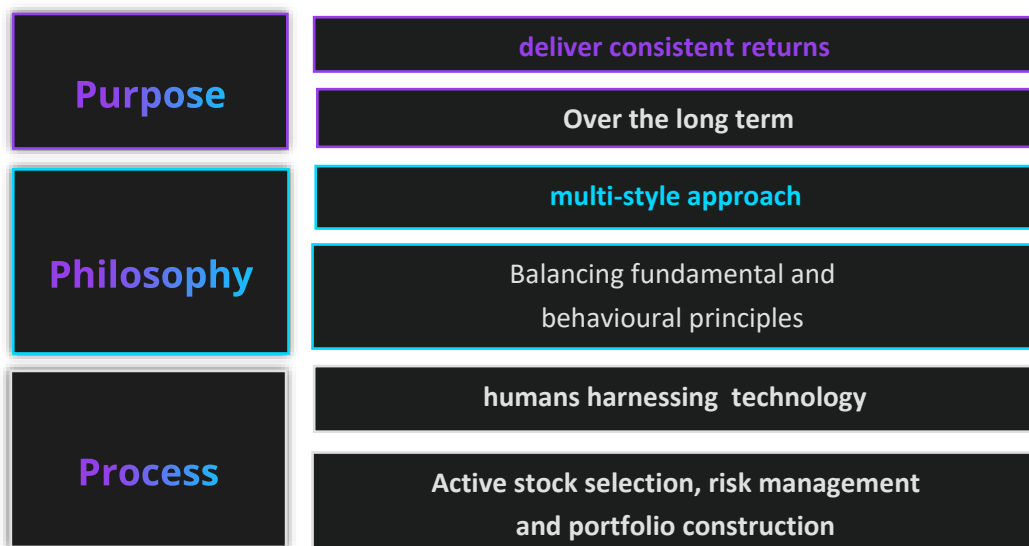 Purpose
deliver consistent returns
Over the long term
Philosophy
multi-style approach
Balancing fundamental and
behavioural principles
Process
humans harnessing  technology
Active stock selection, risk management
and portfolio construction